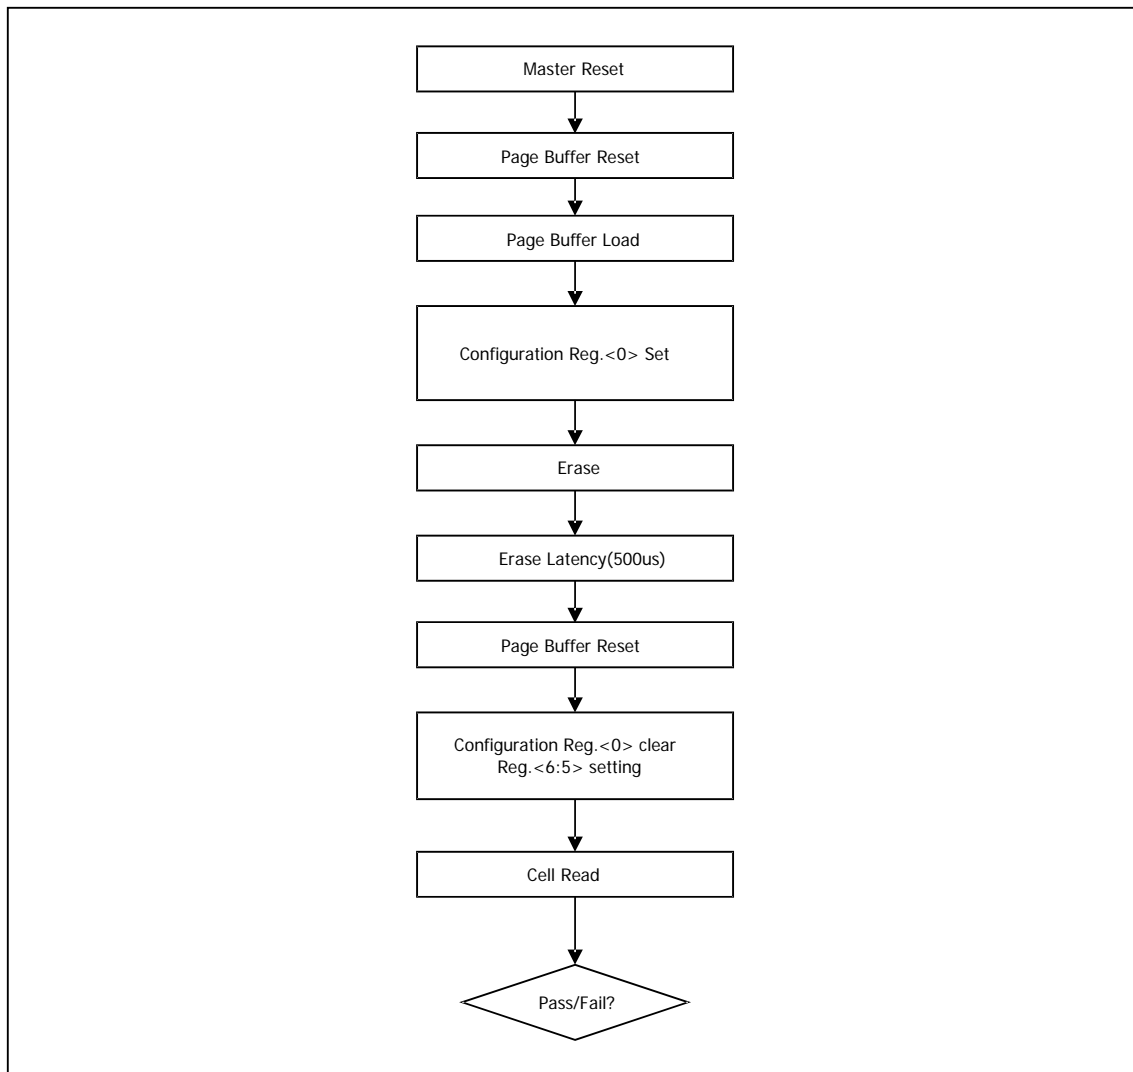 Master Reset
Page Buffer Reset
Page Buffer Load
Configuration Reg.<0> Set
Erase
Erase Latency(500us)
Page Buffer Reset
Configuration Reg.<0> clear
Reg.<6:5> setting
Cell Read
Pass/Fail?